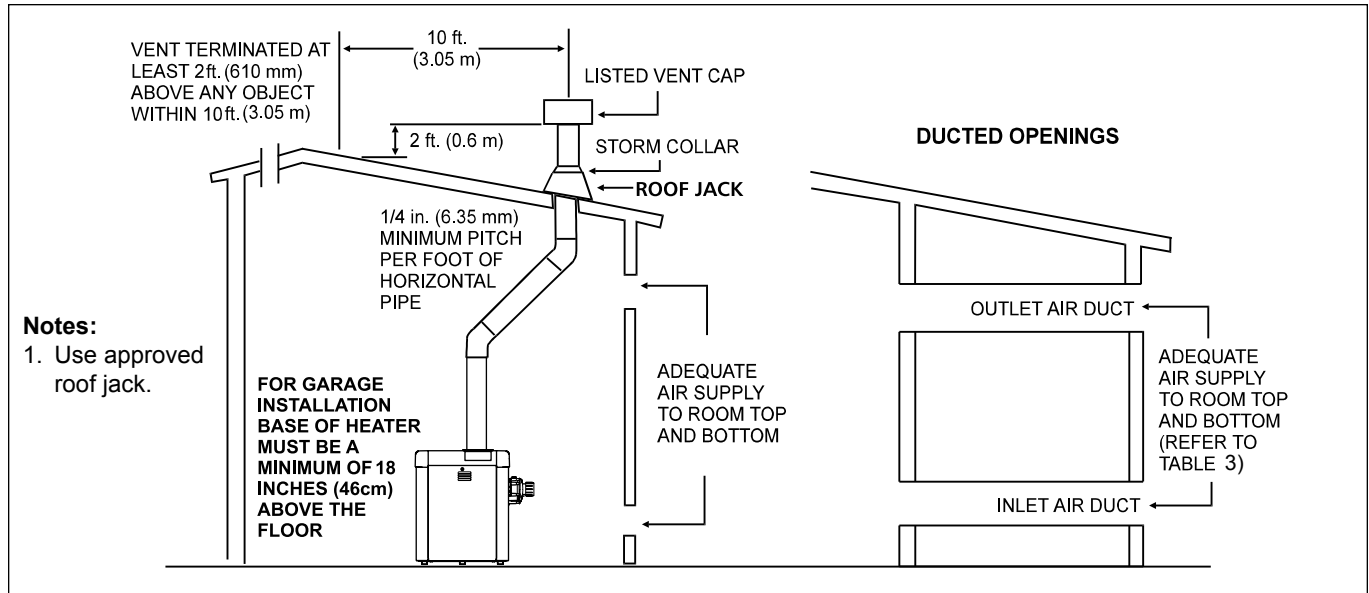 VENT TERMINATED AT
LEAST 2ft. (610 mm)
ABOVE ANY OBJECT
WITHIN 10ft. (3.05 m)
10 ft.
(3.05 m)
LISTED VENT CAP
2 ft. (0.6 m)
STORM COLLAR
ROOF JACK
1/4 in. (6.35 mm)
MINIMUM PITCH
PER FOOT OF
HORIZONTAL
PIPE
Notes:
1. Use approved
roof jack.
FOR GARAGE
INSTALLATION
BASE OF HEATER
MUST BE A
MINIMUM OF 18
INCHES (46cm)
ABOVE THE
FLOOR
ADEQUATE
AIR SUPPLY
TO ROOM TOP
AND BOTTOM
DUCTED OPENINGS
OUTLET AIR DUCT
ADEQUATE
AIR SUPPLY
TO ROOM TOP
AND BOTTOM
(REFER TO
TABLE 3)
INLET AIR DUCT